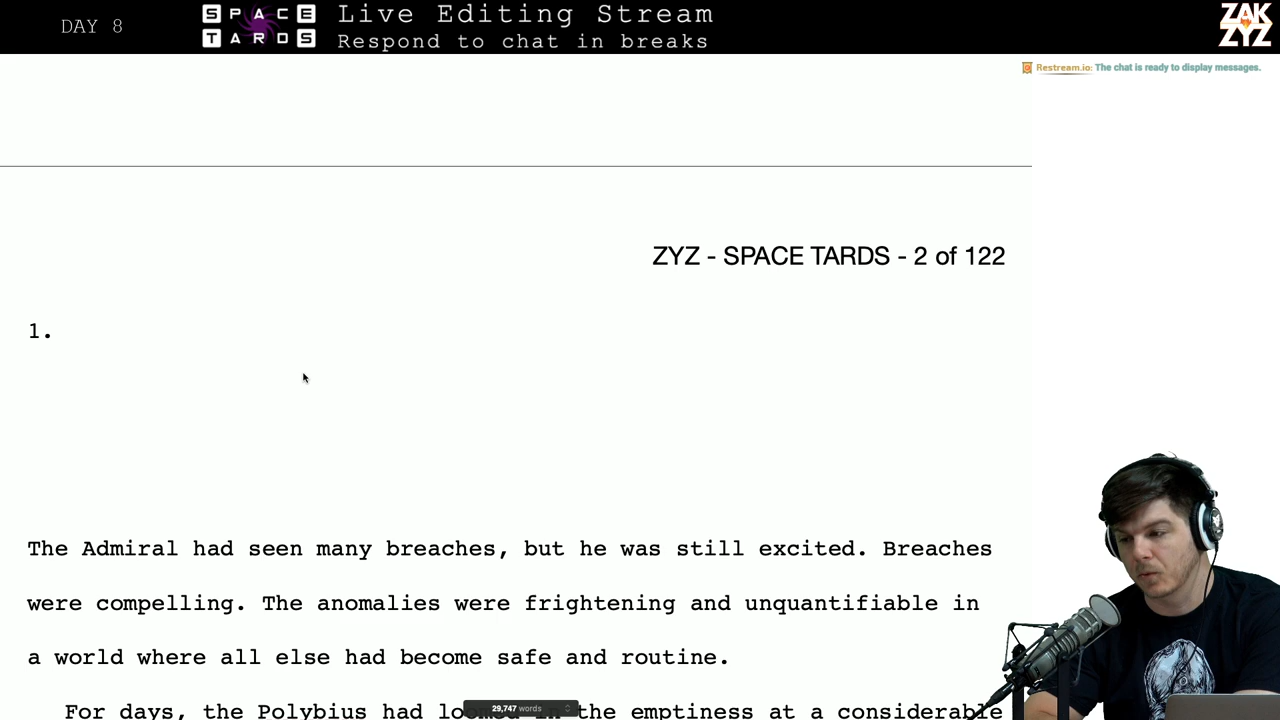 DAY 8
SPACE
TARDS
Live Editing Stream
Respond to chat in breaks
ZAK
ZYZ
Restream.io: The chat is ready to display messages.
ZYZ - SPACE TARDS - 2 of 122
1.
The Admiral had seen many breaches, but he was still excited. Breaches
were compelling. The anomalies were frightening and unquantifiable in
a world where all else had become safe and routine.
For days, the Polybius had loomed in the emptiness at a considerable
29,747 words